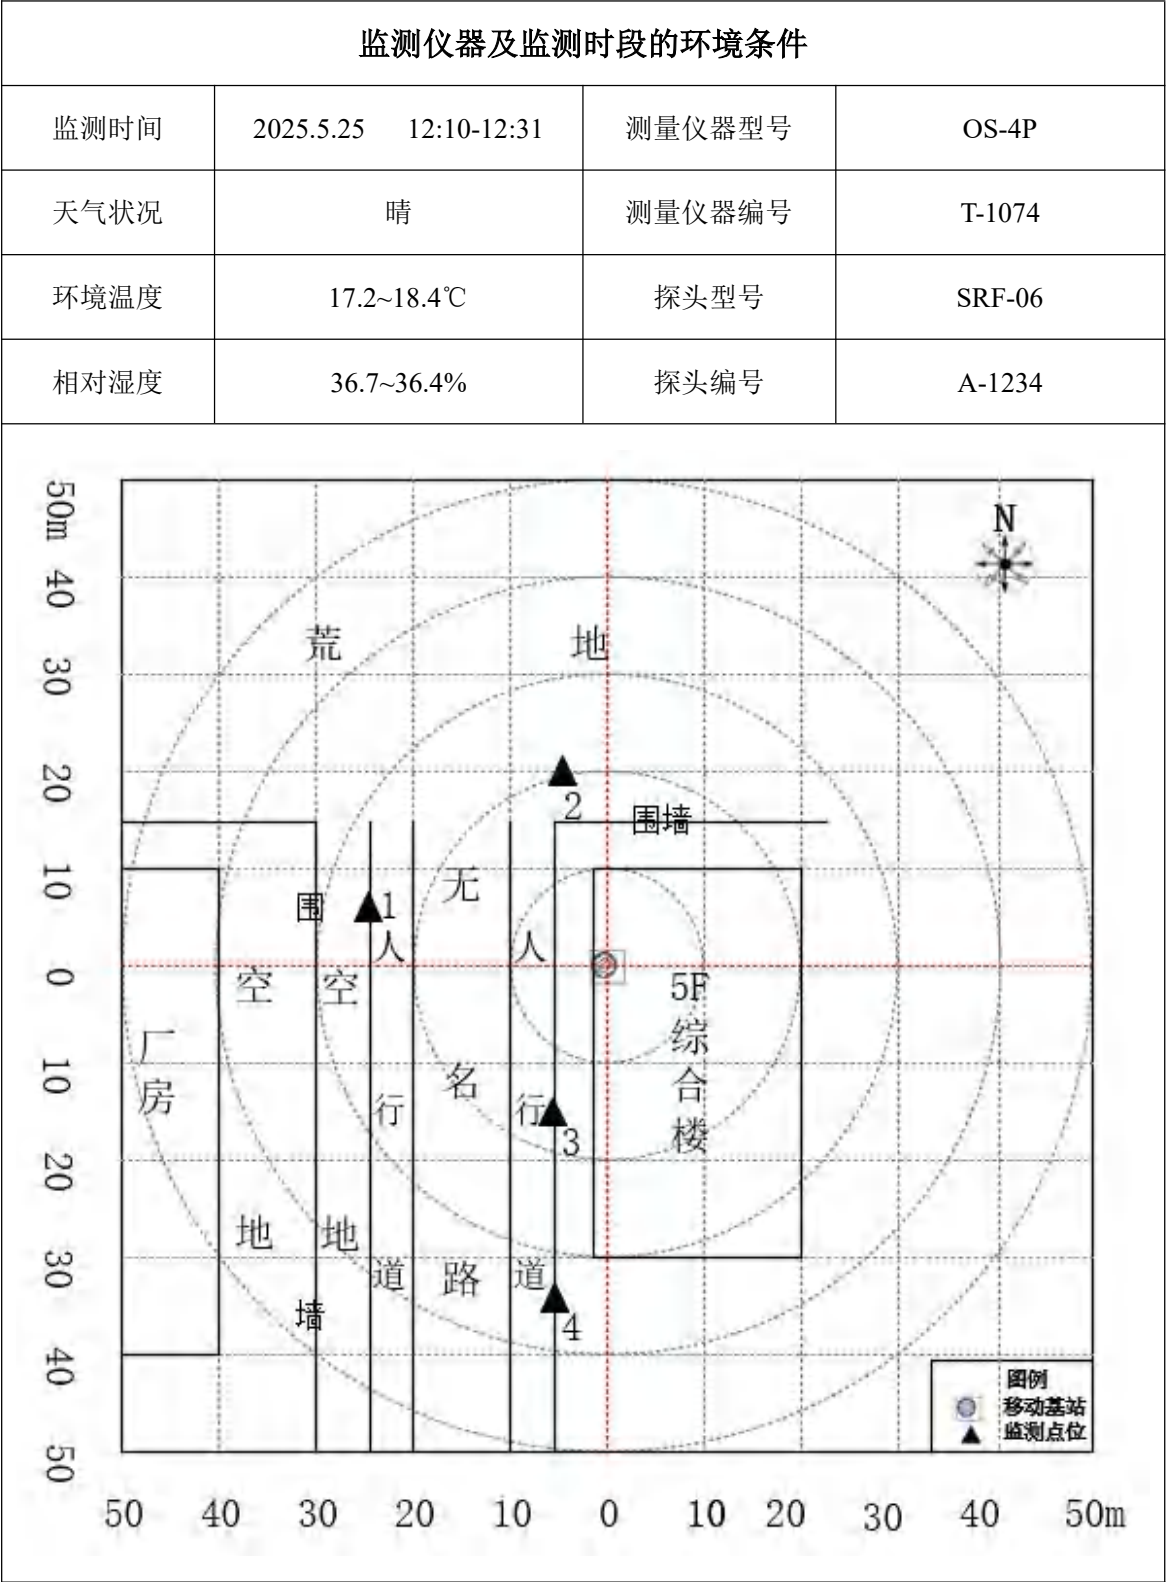 监测仪器及监测时段的环境条件
监测时间 2025.5.25 12:10-12:31 测量仪器型号 OS-4P
天气状况 晴 测量仪器编号 T-1074
环境温度 17.2~18.4℃ 探头型号 SRF-06
相对湿度 36.7~36.4% 探头编号 A-1234
50m
40
30
20
10
0
10
20
30
40
50
N
荒地
2
围墙
1
围墙
无名路
人行道
人行道
空地
空地
厂房
5F综合楼
3
4
图例
移动基站
监测点位
50 40 30 20 10 0 10 20 30 40 50m